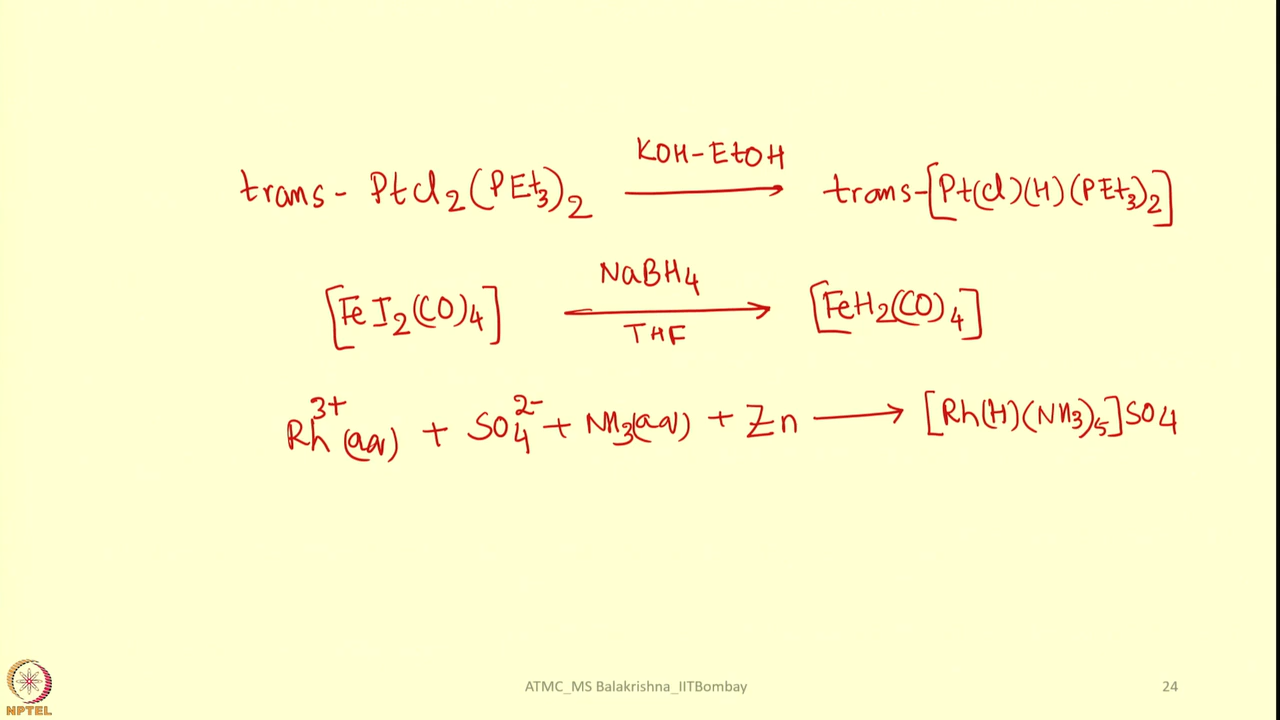 KOH-EtOH
trans- PtCl2(PEt3)2 ⟶ trans-[Pt(Cl)(H)(PEt3)2]
NaBH4
[FeI2(CO)4] ⟶ [FeH2(CO)4]
THF
Rh3+(aq) + SO42- + NH3(aq) + Zn ⟶ [Rh(H)(NH3)5]SO4
NPTEL
ATMC_MS Balakrishna_IITBombay
24